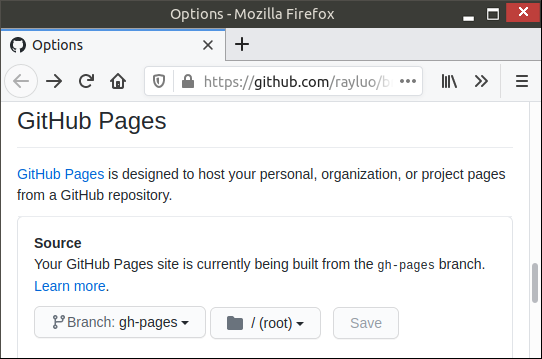 Options - Mozilla Firefox
Options
https://github.com/rayluo/b
GitHub Pages
GitHub Pages is designed to host your personal, organization, or project pages
from a GitHub repository.
Source
Your GitHub Pages site is currently being built from the gh-pages branch.
Learn more.
Branch: gh-pages
/ (root)
Save